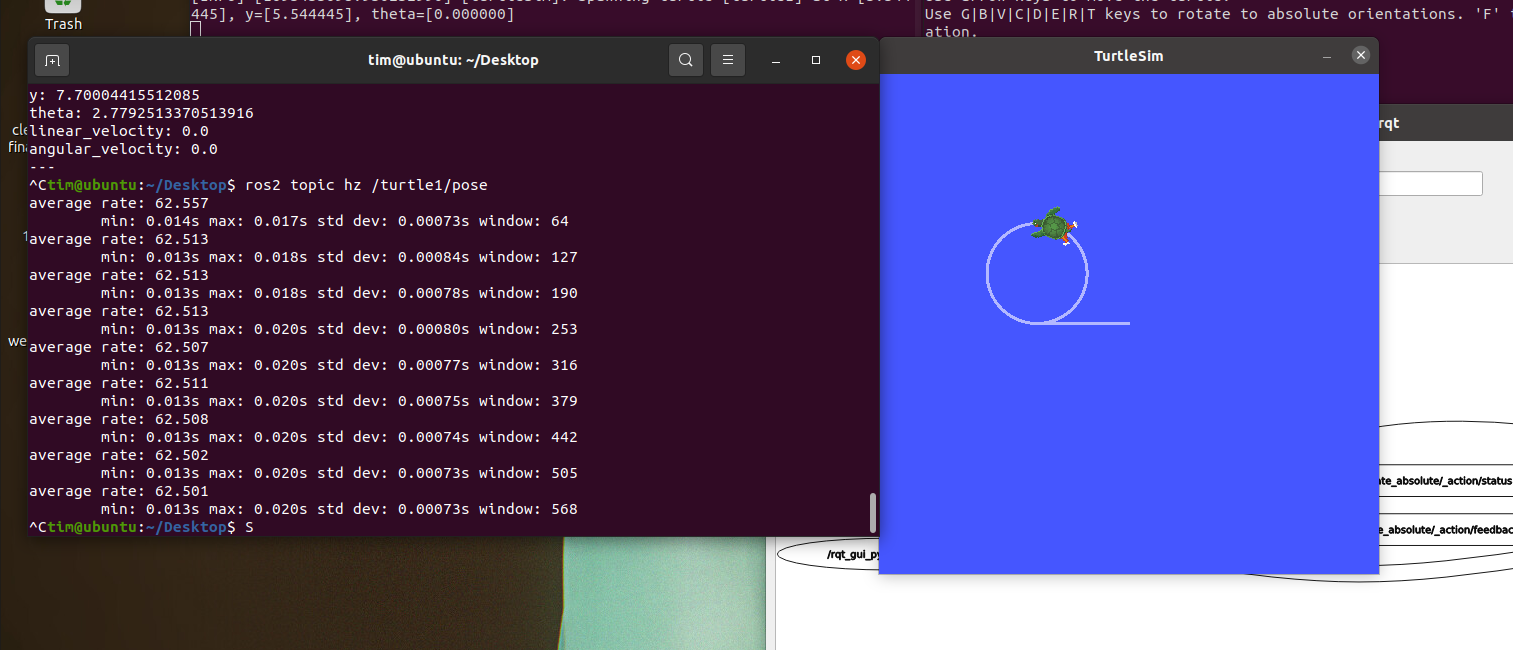 Trash
445], y=[5.544445], theta=[0.000000]
Use G|B|V|C|D|E|R|T keys to rotate to absolute orientations. 'F'
ation.
tim@ubuntu: ~/Desktop
TurtleSim
rqt
y: 7.70004415512085
theta: 2.7792513370513916
linear_velocity: 0.0
angular_velocity: 0.0
---
^Ctim@ubuntu:~/Desktop$ ros2 topic hz /turtle1/pose
average rate: 62.557
min: 0.014s max: 0.017s std dev: 0.00073s window: 64
average rate: 62.513
min: 0.013s max: 0.018s std dev: 0.00084s window: 127
average rate: 62.513
min: 0.013s max: 0.018s std dev: 0.00078s window: 190
average rate: 62.513
min: 0.013s max: 0.020s std dev: 0.00080s window: 253
average rate: 62.507
min: 0.013s max: 0.020s std dev: 0.00077s window: 316
average rate: 62.511
min: 0.013s max: 0.020s std dev: 0.00075s window: 379
average rate: 62.508
min: 0.013s max: 0.020s std dev: 0.00074s window: 442
average rate: 62.502
min: 0.013s max: 0.020s std dev: 0.00073s window: 505
average rate: 62.501
min: 0.013s max: 0.020s std dev: 0.00073s window: 568
^Ctim@ubuntu:~/Desktop$ S
cle
fin
1
we
ate_absolute/_action/status
e_absolute/_action/feedbac
/rqt_gui_py